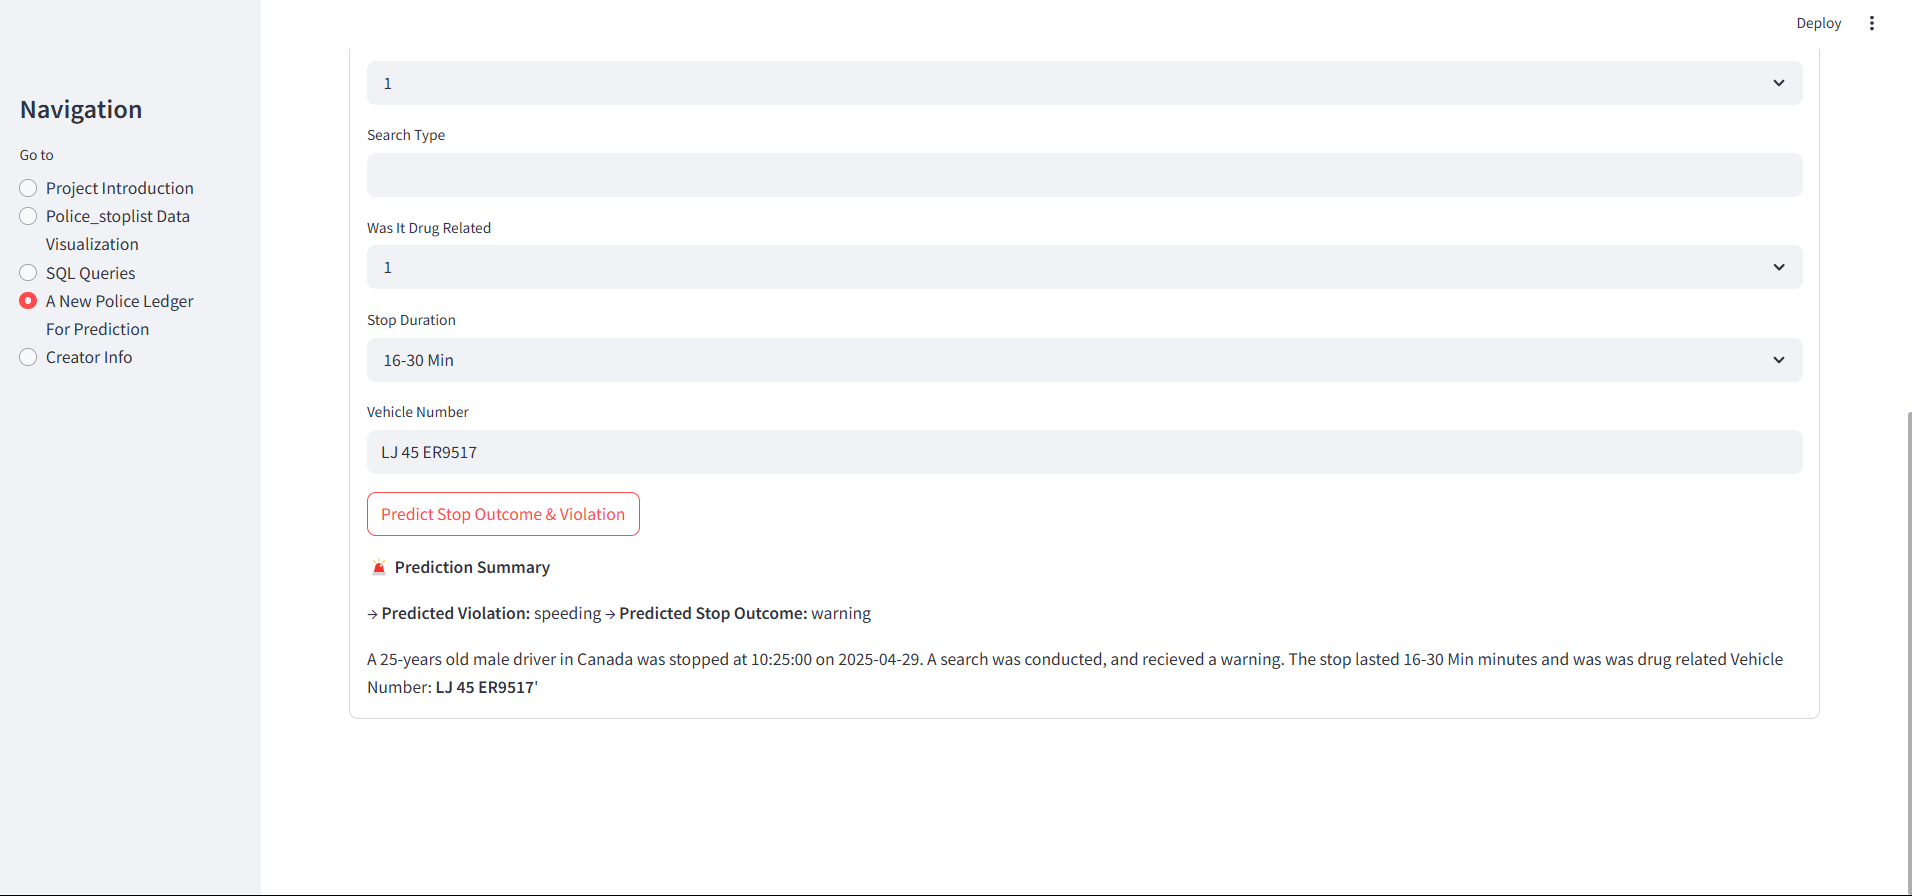 Deploy
Navigation
Go to
Project Introduction
Police_stoplist Data
Visualization
SQL Queries
A New Police Ledger
For Prediction
Creator Info
1
Search Type
Was It Drug Related
1
Stop Duration
16-30 Min
Vehicle Number
LJ 45 ER9517
Predict Stop Outcome & Violation
🚨 Prediction Summary
→ Predicted Violation: speeding → Predicted Stop Outcome: warning
A 25-years old male driver in Canada was stopped at 10:25:00 on 2025-04-29. A search was conducted, and recieved a warning. The stop lasted 16-30 Min minutes and was was drug related Vehicle
Number: LJ 45 ER9517'